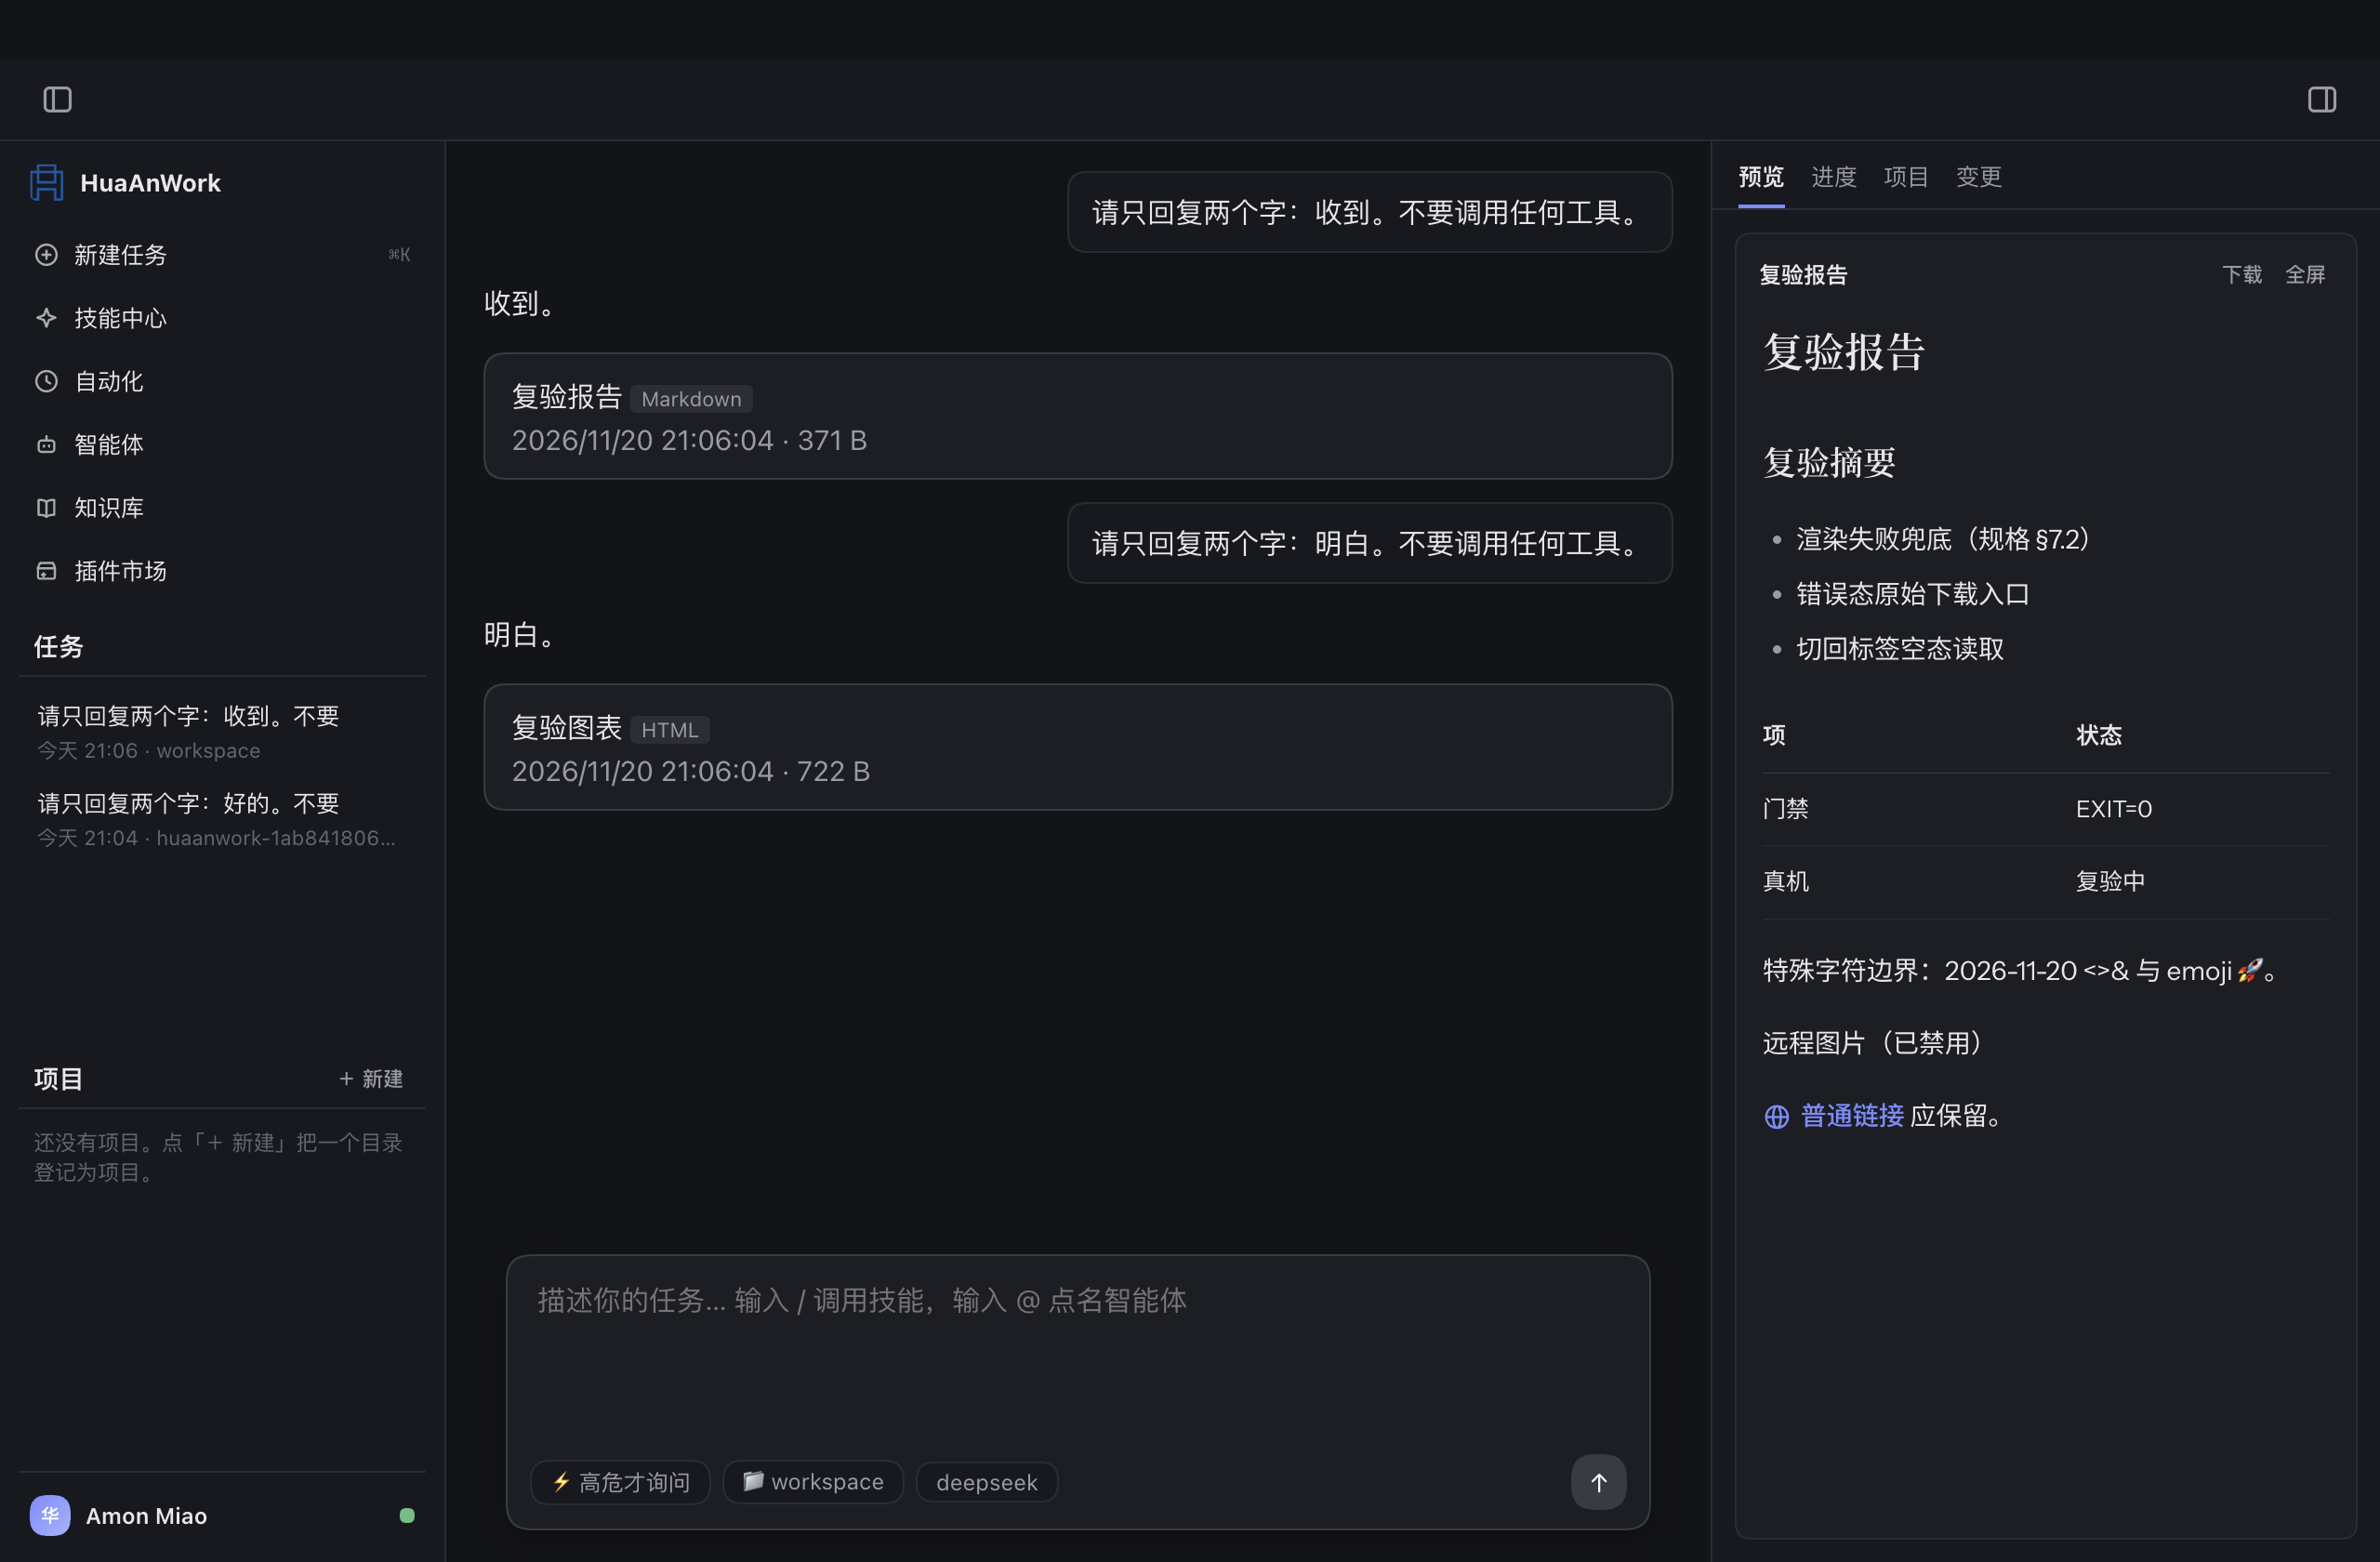 HuaAnWork
新建任务 ⌘K
技能中心
自动化
智能体
知识库
插件市场
任务
请只回复两个字：收到。不要
今天 21:06 · workspace
请只回复两个字：好的。不要
今天 21:04 · huaanwork-1ab841806...
项目 + 新建
还没有项目。点「＋ 新建」把一个目录
登记为项目。
华 Amon Miao
请只回复两个字：收到。不要调用任何工具。
收到。
复验报告 Markdown
2026/11/20 21:06:04 · 371 B
请只回复两个字：明白。不要调用任何工具。
明白。
复验图表 HTML
2026/11/20 21:06:04 · 722 B
描述你的任务... 输入 / 调用技能，输入 @ 点名智能体
⚡ 高危才询问 workspace deepseek
预览 进度 项目 变更
复验报告 下载 全屏
复验报告
复验摘要
• 渲染失败兜底（规格 §7.2）
• 错误态原始下载入口
• 切回标签空态读取
项 状态
门禁 EXIT=0
真机 复验中
特殊字符边界：2026-11-20 <>& 与 emoji 🚀。
远程图片（已禁用）
普通链接 应保留。